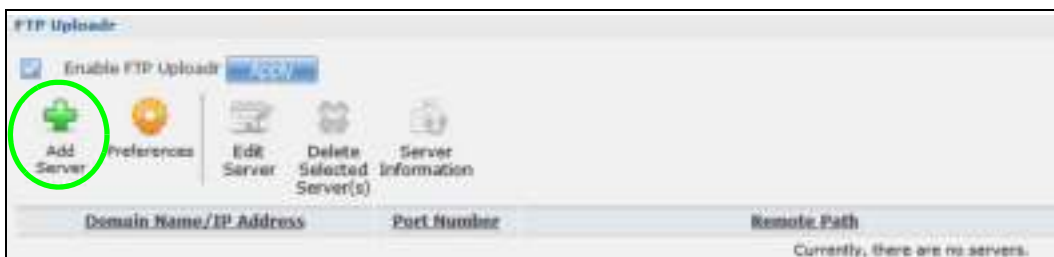 FTP Uploadr
Enable FTP Uploadr Apply
Add Server
Preferences
Edit Server
Delete Selected Server(s)
Server Information
Domain Name/IP Address Port Number Remote Path
Currently, there are no servers.